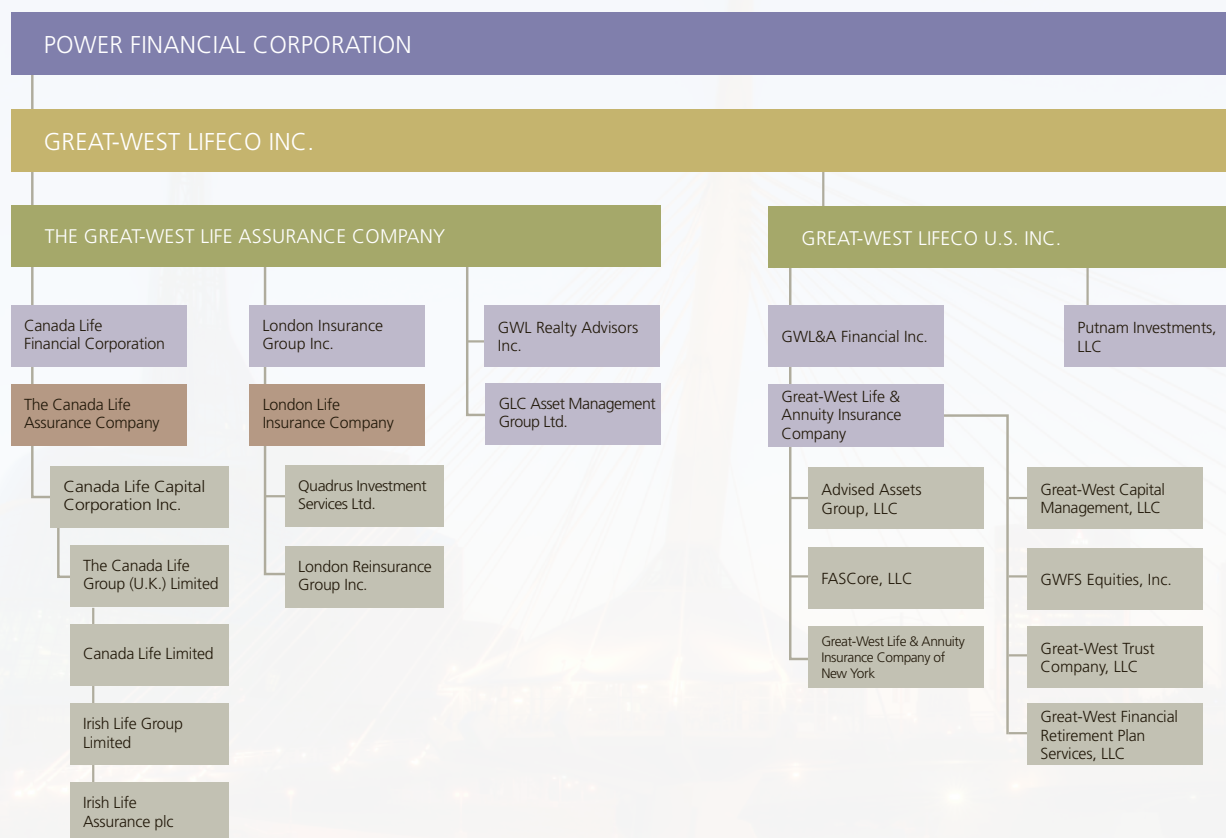 POWER FINANCIAL CORPORATION
GREAT-WEST LIFECO INC.
THE GREAT-WEST LIFE ASSURANCE COMPANY
GREAT-WEST LIFECO U.S. INC.
Canada Life
Financial Corporation
London Insurance
Group Inc.
GWL Realty Advisors
Inc.
GWL&A Financial Inc.
Putnam Investments,
LLC
The Canada Life
Assurance Company
London Life
Insurance Company
GLC Asset Management
Group Ltd.
Great-West Life &
Annuity Insurance
Company
Canada Life Capital
Corporation Inc.
Quadrus Investment
Services Ltd.
Advised Assets
Group, LLC
Great-West Capital
Management, LLC
The Canada Life
Group (U.K.) Limited
London Reinsurance
Group Inc.
FASCore, LLC
GWFS Equities, Inc.
Canada Life Limited
Great-West Life & Annuity
Insurance Company of
New York
Great-West Trust
Company, LLC
Irish Life Group
Limited
Great-West Financial
Retirement Plan
Services, LLC
Irish Life
Assurance plc